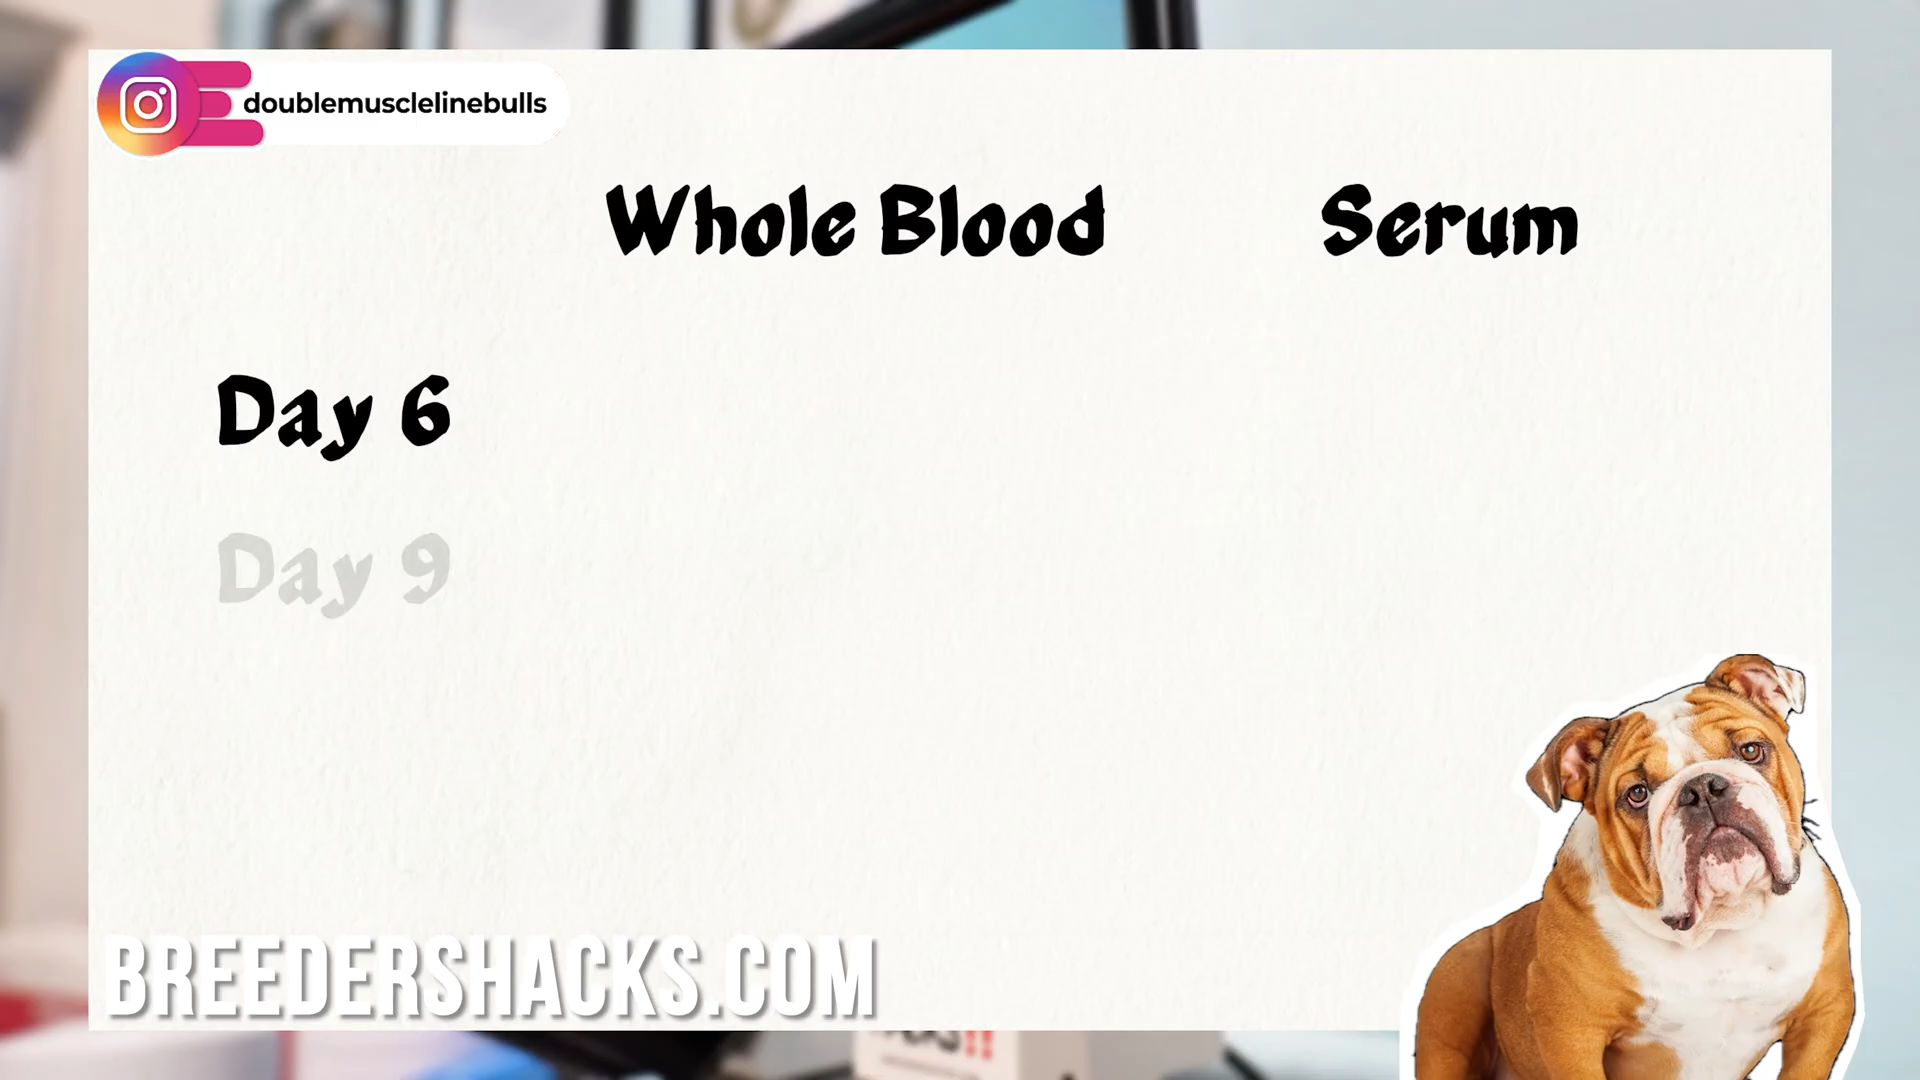 doublemusclelinebulls
Whole Blood Serum
Day 6
Day 9
BREEDERSHACKS.COM